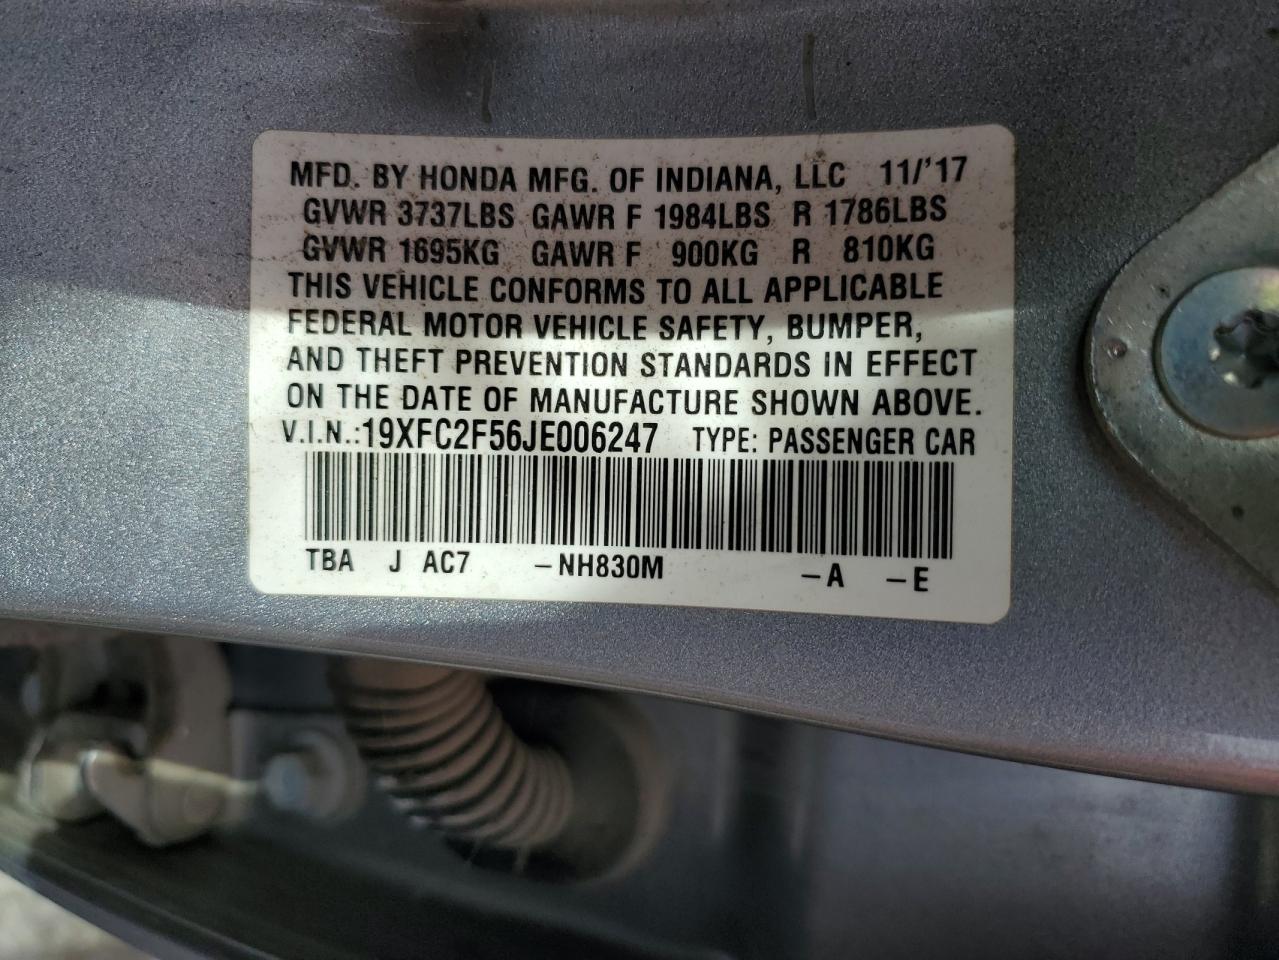 MFD. BY HONDA MFG. OF INDIANA, LLC 11/'17
GVWR 3737LBS GAWR F 1984LBS R 1786LBS
GVWR 1695KG GAWR F 900KG R 810KG
THIS VEHICLE CONFORMS TO ALL APPLICABLE
FEDERAL MOTOR VEHICLE SAFETY, BUMPER,
AND THEFT PREVENTION STANDARDS IN EFFECT
ON THE DATE OF MANUFACTURE SHOWN ABOVE.
V.I.N.:19XFC2F56JE006247 TYPE: PASSENGER CAR
TBA J AC7 -NH830M -A -E